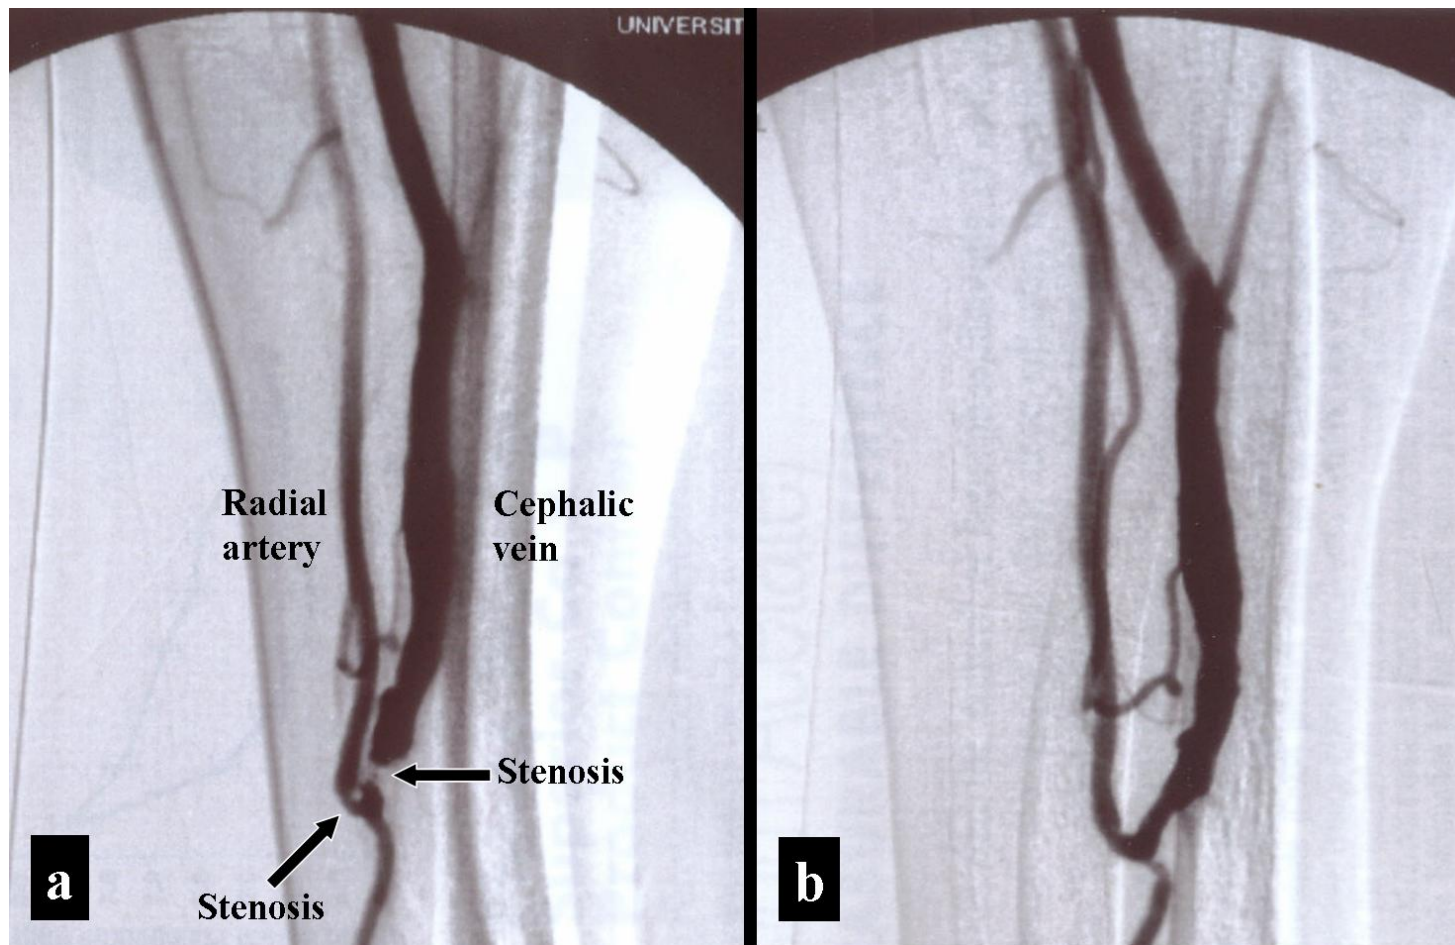 UNIVERSIT
Radial
artery
Cephalic
vein
Stenosis
Stenosis
a
b